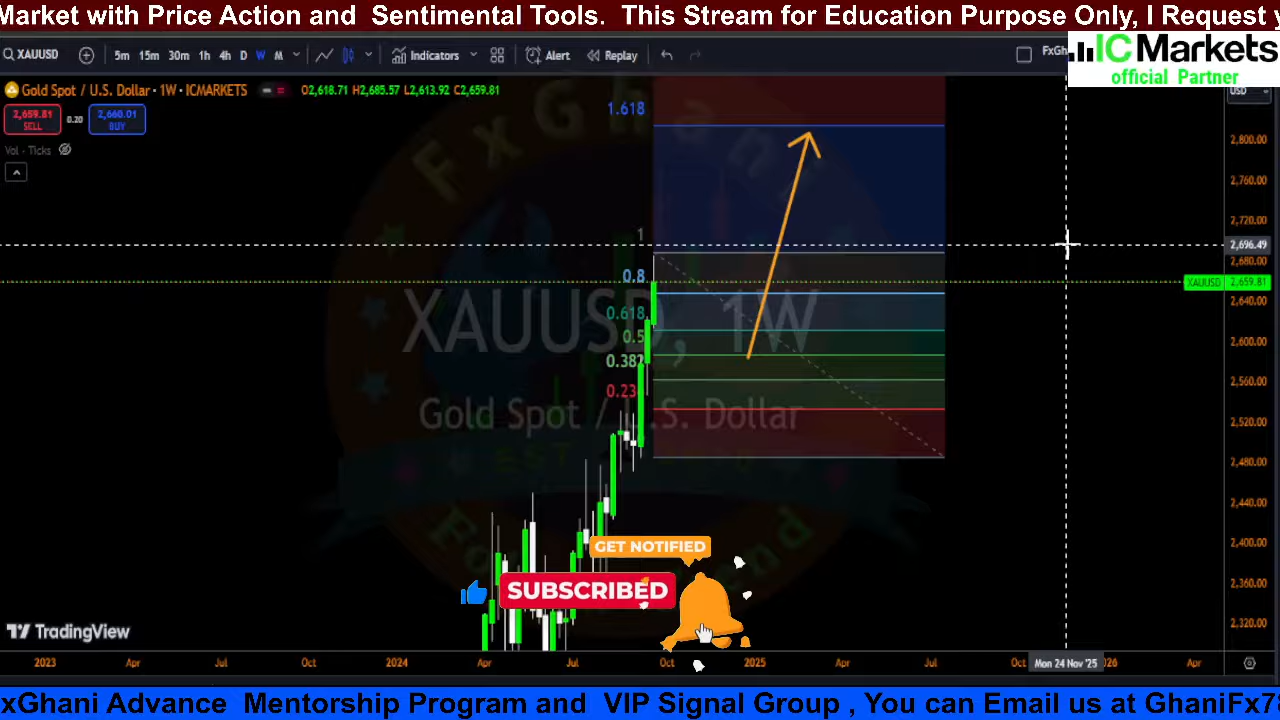 Market with Price Action and Sentimental Tools. This Stream for Education Purpose Only, I Request
XAUUSD 5m 15m 30m 1h 4h D W M Indicators Alert Replay FxGh
IC Markets
official Partner
Gold Spot / U.S. Dollar · 1W · ICMARKETS O2,618.71 H2,685.57 L2,613.92 C2,659.81
USD
2,659.81 SELL 0.20 2,660.01 BUY
Vol · Ticks
1.618
1
0.8
0.618
0.5
0.382
0.23
FxGhani
XAUUSD, 1W
Gold Spot / U.S. Dollar
2,800.00
2,760.00
2,720.00
2,696.49
2,680.00
XAUUSD 2,659.81
2,640.00
2,600.00
2,560.00
2,520.00
2,480.00
2,440.00
2,400.00
2,360.00
2,320.00
GET NOTIFIED
SUBSCRIBED
TradingView
2023 Apr Jul Oct 2024 Apr Jul Oct 2025 Apr Jul Oct Mon 24 Nov '25 026 Apr
xGhani Advance Mentorship Program and VIP Signal Group , You can Email us at GhaniFx7